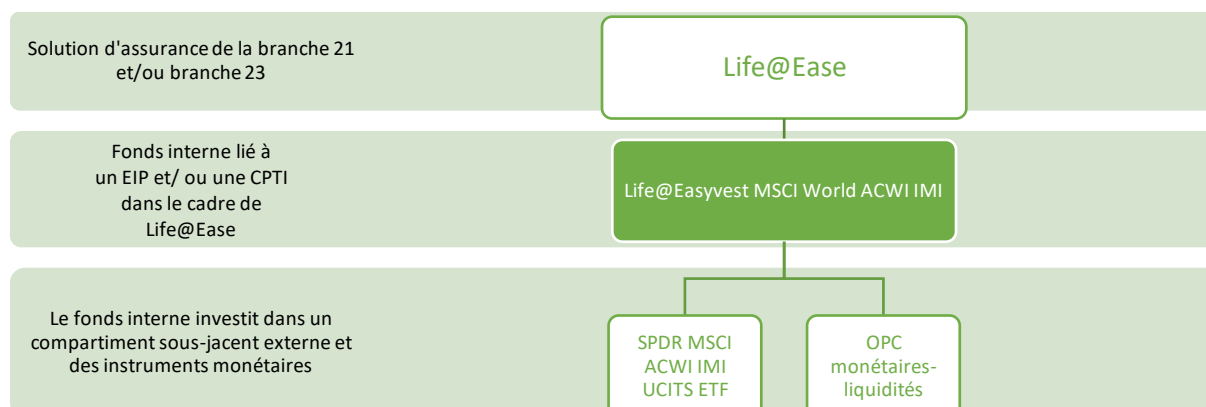 Solution d'assurance de la branche 21
et/ou branche 23
Life@Ease
Fonds interne lié à
un EIP et/ ou une CPTI
dans le cadre de
Life@Ease
Life@Easyvest MSCI World ACWI IMI
Le fonds interne investit dans un
compartiment sous-jacent externe et
des instruments monétaires
SPDR MSCI
ACWI IMI
UCITS ETF
OPC
monétaires-
liquidités